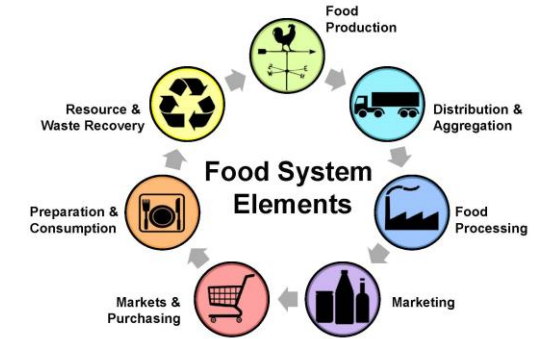 Food
Production
Distribution &
Aggregation
Food
Processing
Marketing
Markets &
Purchasing
Preparation &
Consumption
Resource &
Waste Recovery
Food System
Elements